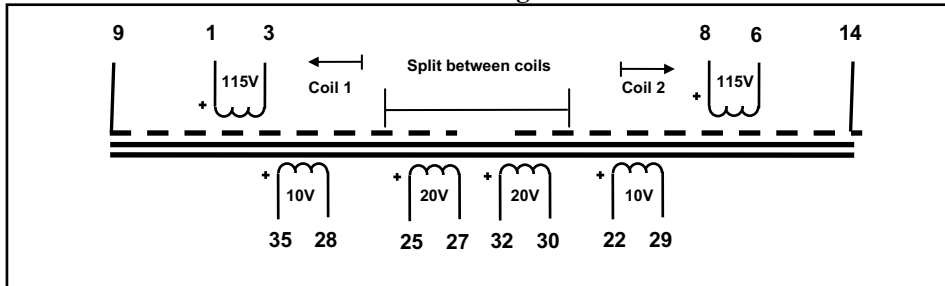 9 1 3 8 6 14
Split between coils
Coil 1 Coil 2
115V 115V
+ +
+ + + +
10V 20V 20V 10V
35 28 25 27 32 30 22 29